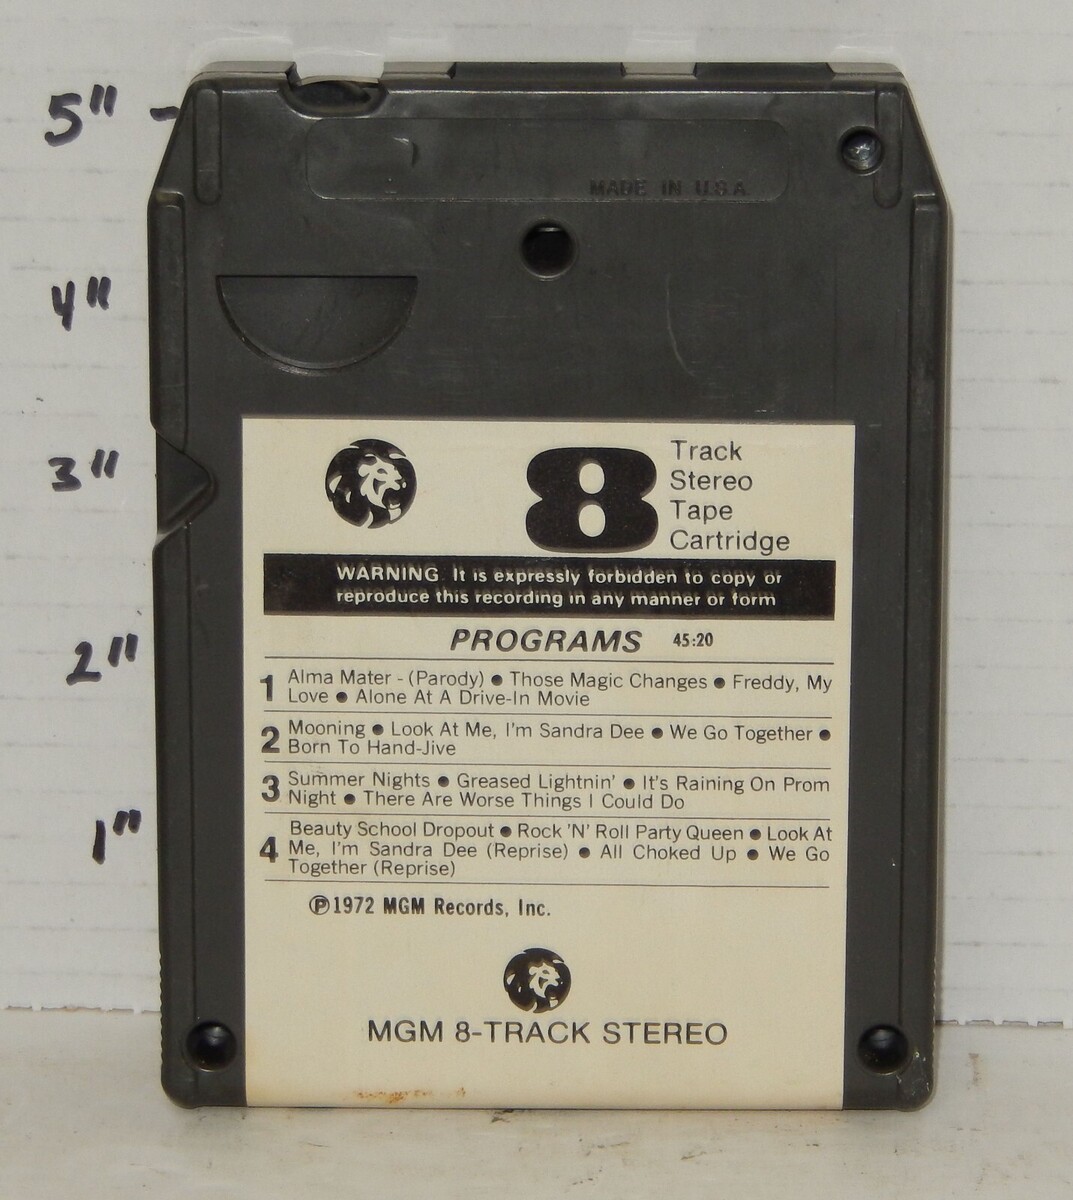 5" -
MADE IN U.S.A
4"
3"
8
Track
Stereo
Tape
Cartridge
WARNING. It is expressly forbidden to copy or
reproduce this recording in any manner or form
2"
PROGRAMS 45:20
1 Alma Mater - (Parody) ● Those Magic Changes ● Freddy, My
Love ● Alone At A Drive-In Movie
2 Mooning ● Look At Me, I'm Sandra Dee ● We Go Together ●
Born To Hand-Jive
3 Summer Nights ● Greased Lightnin' ● It's Raining On Prom
Night ● There Are Worse Things I Could Do
1"
4 Beauty School Dropout ● Rock 'N' Roll Party Queen ● Look At
Me, I'm Sandra Dee (Reprise) ● All Choked Up ● We Go
Together (Reprise)
℗1972 MGM Records, Inc.
MGM 8-TRACK STEREO